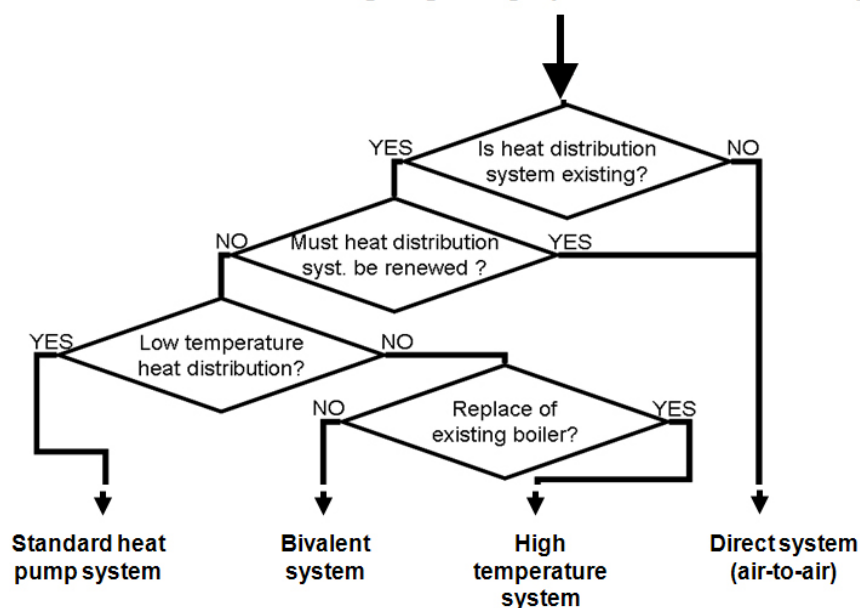 YES
Is heat distribution
system existing?
NO
NO
Must heat distribution
syst. be renewed ?
YES
YES
Low temperature
heat distribution?
NO
NO
Replace of
existing boiler?
YES
Standard heat
pump system
Bivalent
system
High
temperature
system
Direct system
(air-to-air)